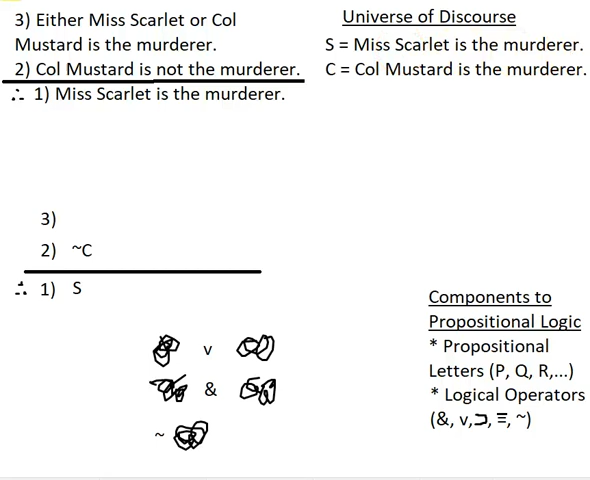 3) Either Miss Scarlet or Col
Mustard is the murderer.
2) Col Mustard is not the murderer.
∴ 1) Miss Scarlet is the murderer.
Universe of Discourse
S = Miss Scarlet is the murderer.
C = Col Mustard is the murderer.
3)
2) ~C
∴ 1) S
v
&
~
Components to
Propositional Logic
* Propositional
Letters (P, Q, R,...)
* Logical Operators
(&, v,⊐, ≡, ~)